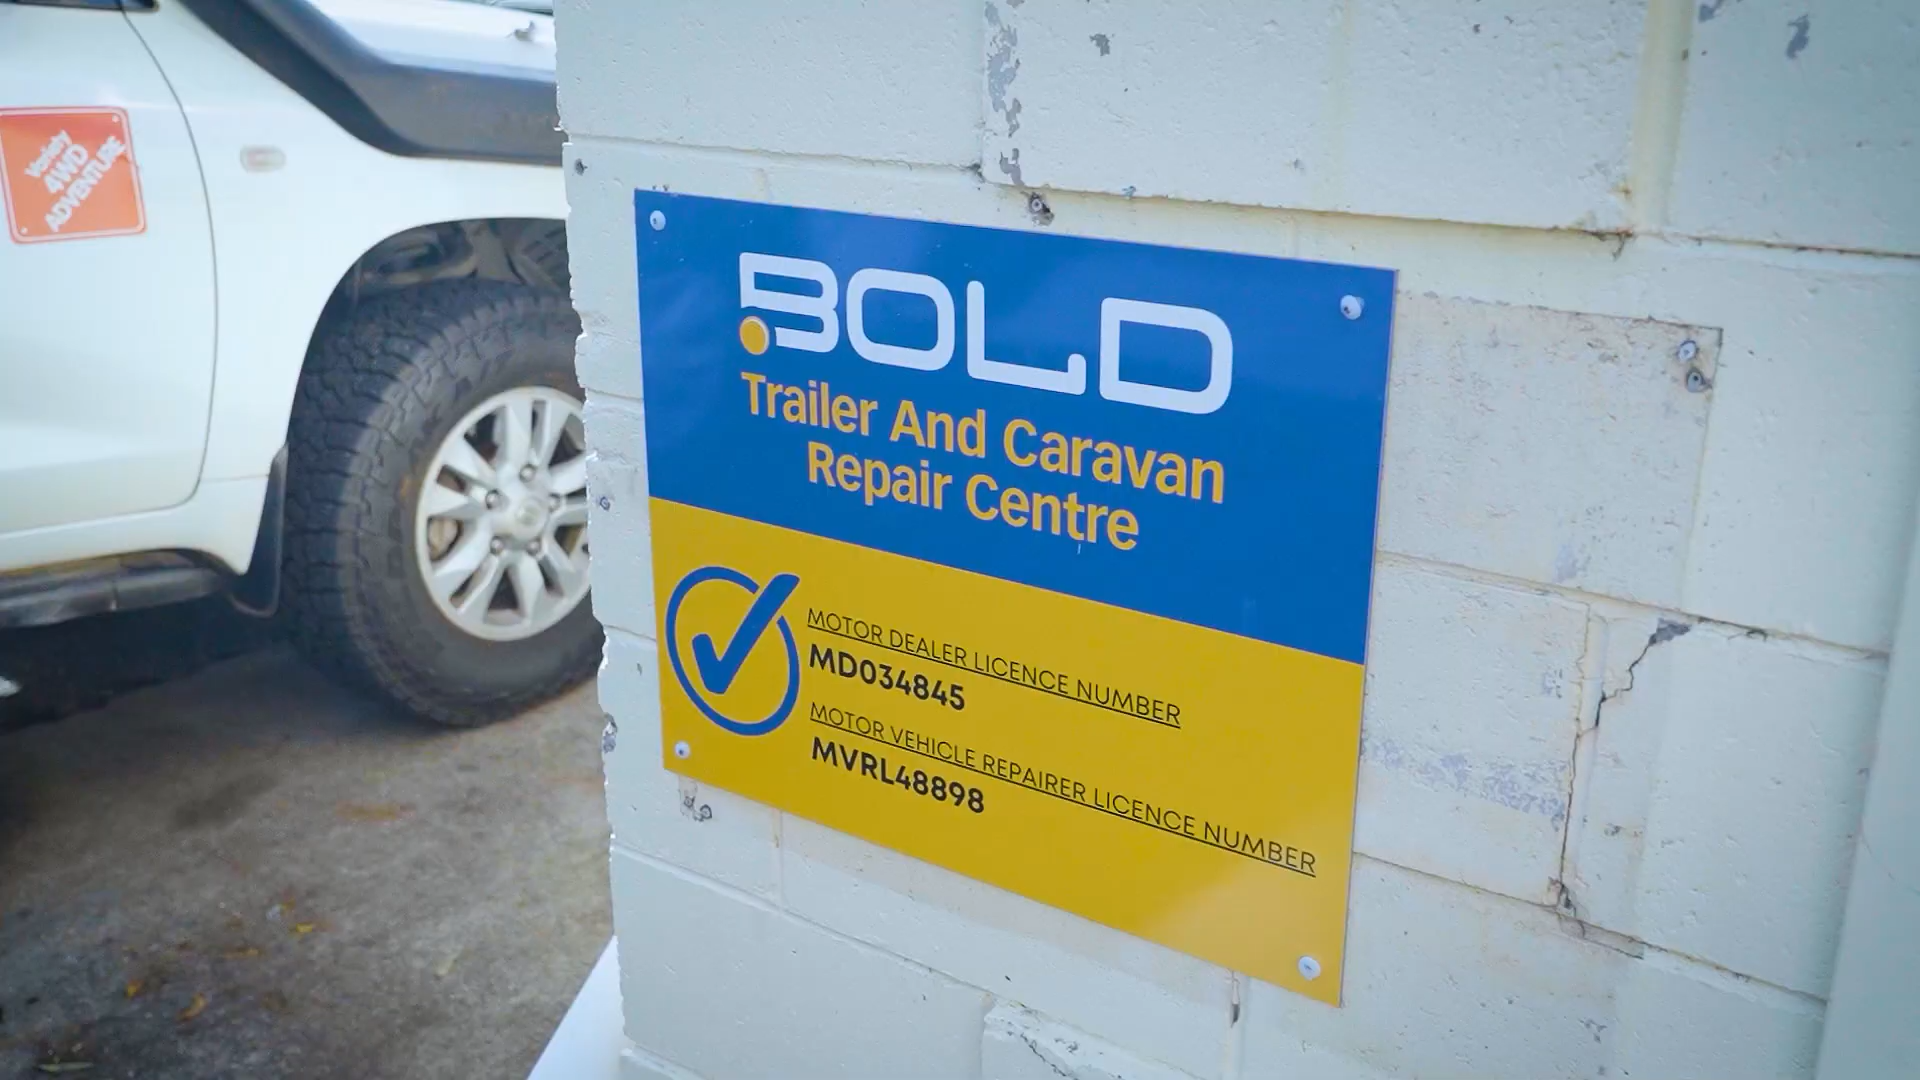 Variety
4WD
ADVENTURE
BOLD
Trailer And Caravan
Repair Centre
MOTOR DEALER LICENCE NUMBER
MD034845
MOTOR VEHICLE REPAIRER LICENCE NUMBER
MVRL48898